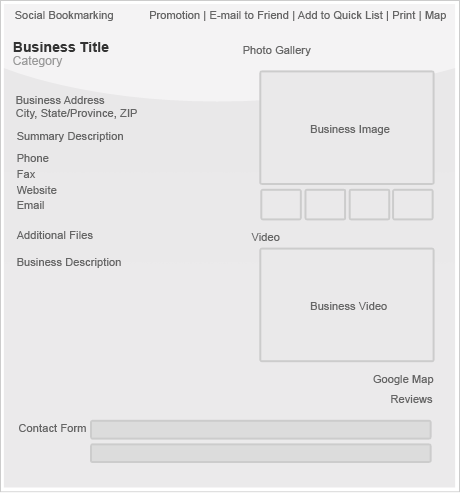 Social Bookmarking
Promotion | E-mail to Friend | Add to Quick List | Print | Map
Business Title
Category
Photo Gallery
Business Image
Business Address
City, State/Province, ZIP
Summary Description
Phone
Fax
Website
Email
Additional Files
Business Description
Video
Business Video
Google Map
Reviews
Contact Form